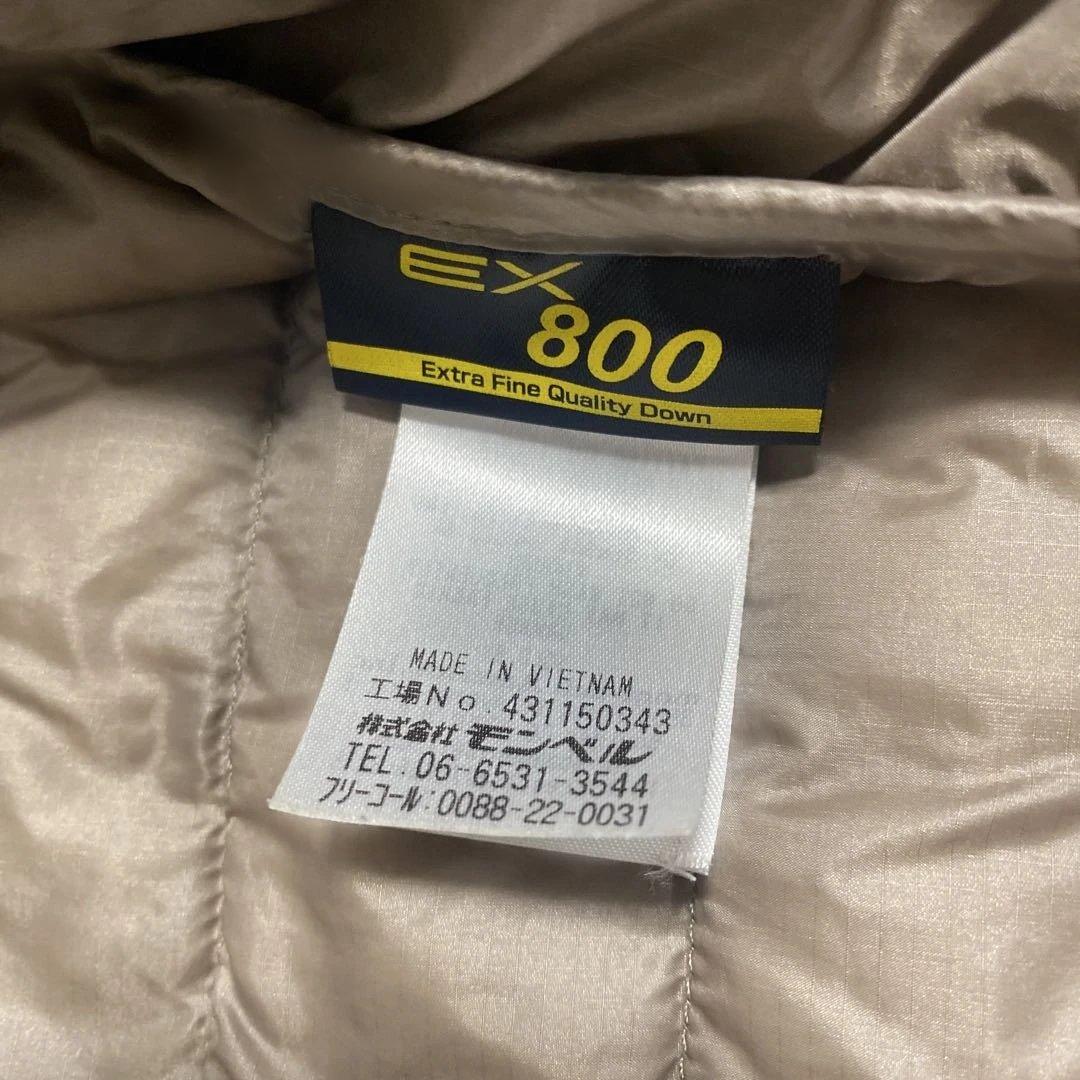 EX
800
Extra Fine Quality Down
MADE IN VIETNAM
工場No. 431150343
株式会社 モンベル
TEL.06-6531-3544
フリーコール:0088-22-0031